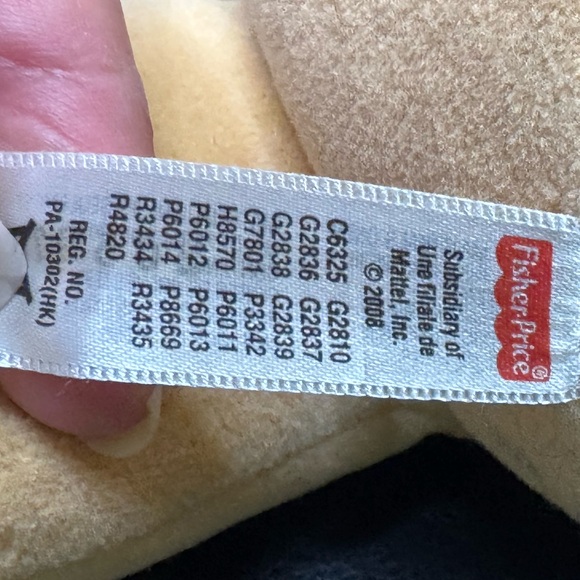 Fisher-Price®
Subsidiary of
Une filiale de
Mattel, Inc.
© 2008
C6325 G2810
G2836 G2837
G2838 G2839
G7801 P3342
H8570 P6011
P6012 P6013
P6014 P9669
R3434 R3435
R4820
REG. NO.
PA-10302(HK)